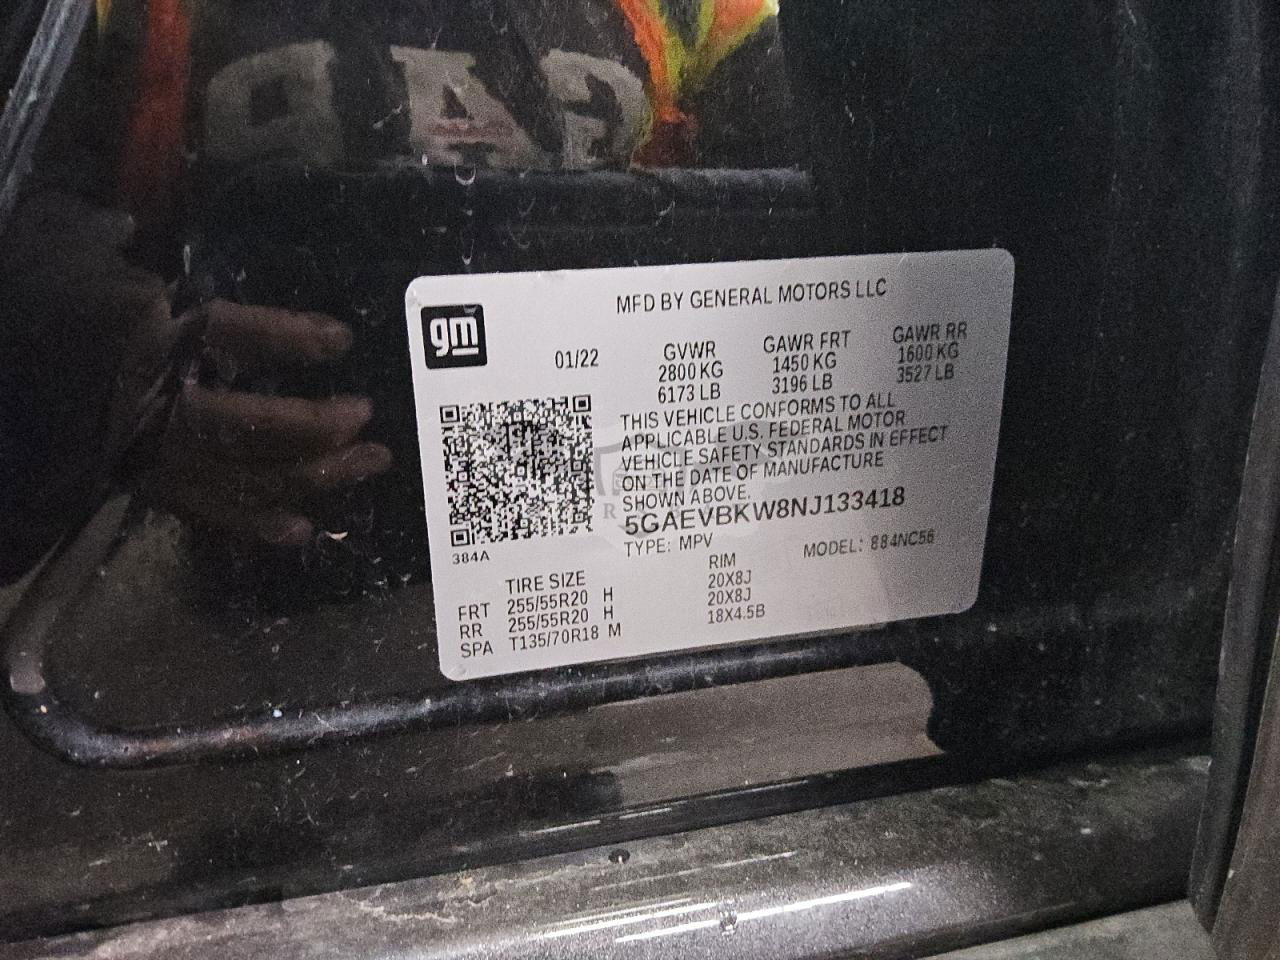 MFD BY GENERAL MOTORS LLC
gm
01/22
GVWR GAWR FRT GAWR RR
2800 KG 1450 KG 1600 KG
6173 LB 3196 LB 3527 LB
THIS VEHICLE CONFORMS TO ALL
APPLICABLE U.S. FEDERAL MOTOR
VEHICLE SAFETY STANDARDS IN EFFECT
ON THE DATE OF MANUFACTURE
SHOWN ABOVE.
5GAEVBKW8NJ133418
384A
TYPE: MPV MODEL: 884NC56
TIRE SIZE RIM
FRT 255/55R20 H 20X8J
RR 255/55R20 H 20X8J
SPA T135/70R18 M 18X4.5B